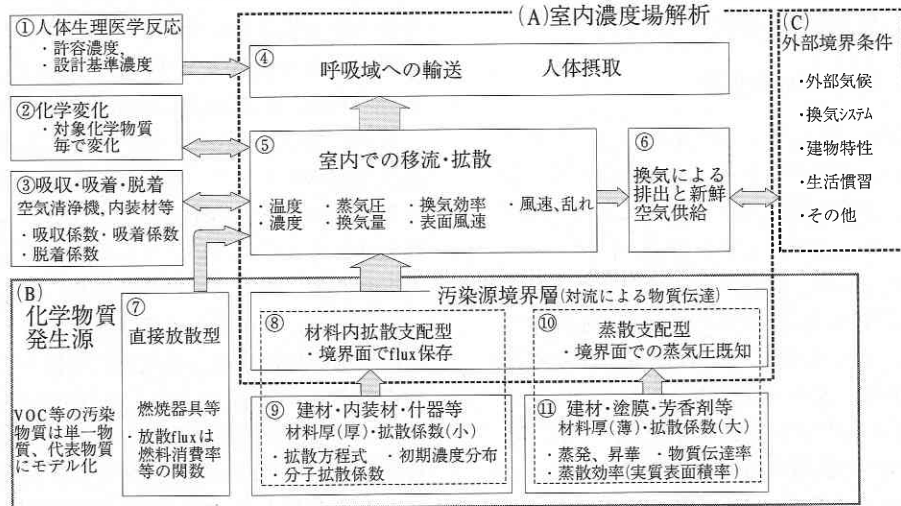 ①人体生理医学反応
・許容濃度,
・設計基準濃度
②化学変化
・対象化学物質
毎で変化
③吸収・吸着・脱着
空気清浄機,内装材等
・吸収係数・吸着係数
・脱着係数
(A)室内濃度場解析
④
呼吸域への輸送 人体摂取
⑤
室内での移流・拡散
・温度 ・蒸気圧 ・換気効率 ・風速、乱れ
・濃度 ・換気量 ・表面風速
⑥
換気による
排出と新鮮
空気供給
(C)
外部境界条件
・外部気候
・換気システム
・建物特性
・生活慣習
・その他
(B)
化学物質
発生源
VOC等の汚染
物質は単一物
質、代表物質
にモデル化
⑦
直接放散型
燃焼器具等
・放散fluxは
燃料消費率
等の関数
汚染源境界層(対流による物質伝達)
⑧
材料内拡散支配型
・境界面でflux保存
⑩
蒸散支配型
・境界面での蒸気圧既知
⑨ 建材・内装材・什器等
材料厚(厚)・拡散係数(小)
・拡散方程式 ・初期濃度分布
・分子拡散係数
⑪ 建材・塗膜・芳香剤等
材料厚(薄)・拡散係数(大)
・蒸発、昇華 ・物質伝達率
・蒸散効率(実質表面積率)